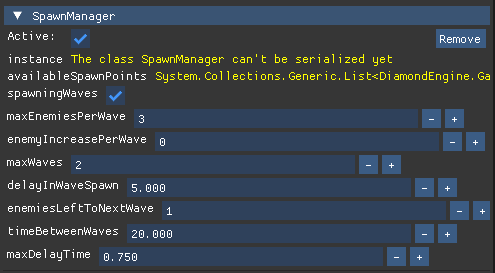 ▼ SpawnManager
Active: Remove
instance The class SpawnManager can't be serialized yet
availableSpawnPoints System.Collections.Generic.List<DiamondEngine.Ga
spawningWaves
maxEnemiesPerWave 3 - +
enemyIncreasePerWave 0 - +
maxWaves 2 - +
delayInWaveSpawn 5.000 - +
enemiesLeftToNextWave 1 - +
timeBetweenWaves 20.000 - +
maxDelayTime 0.750 - +